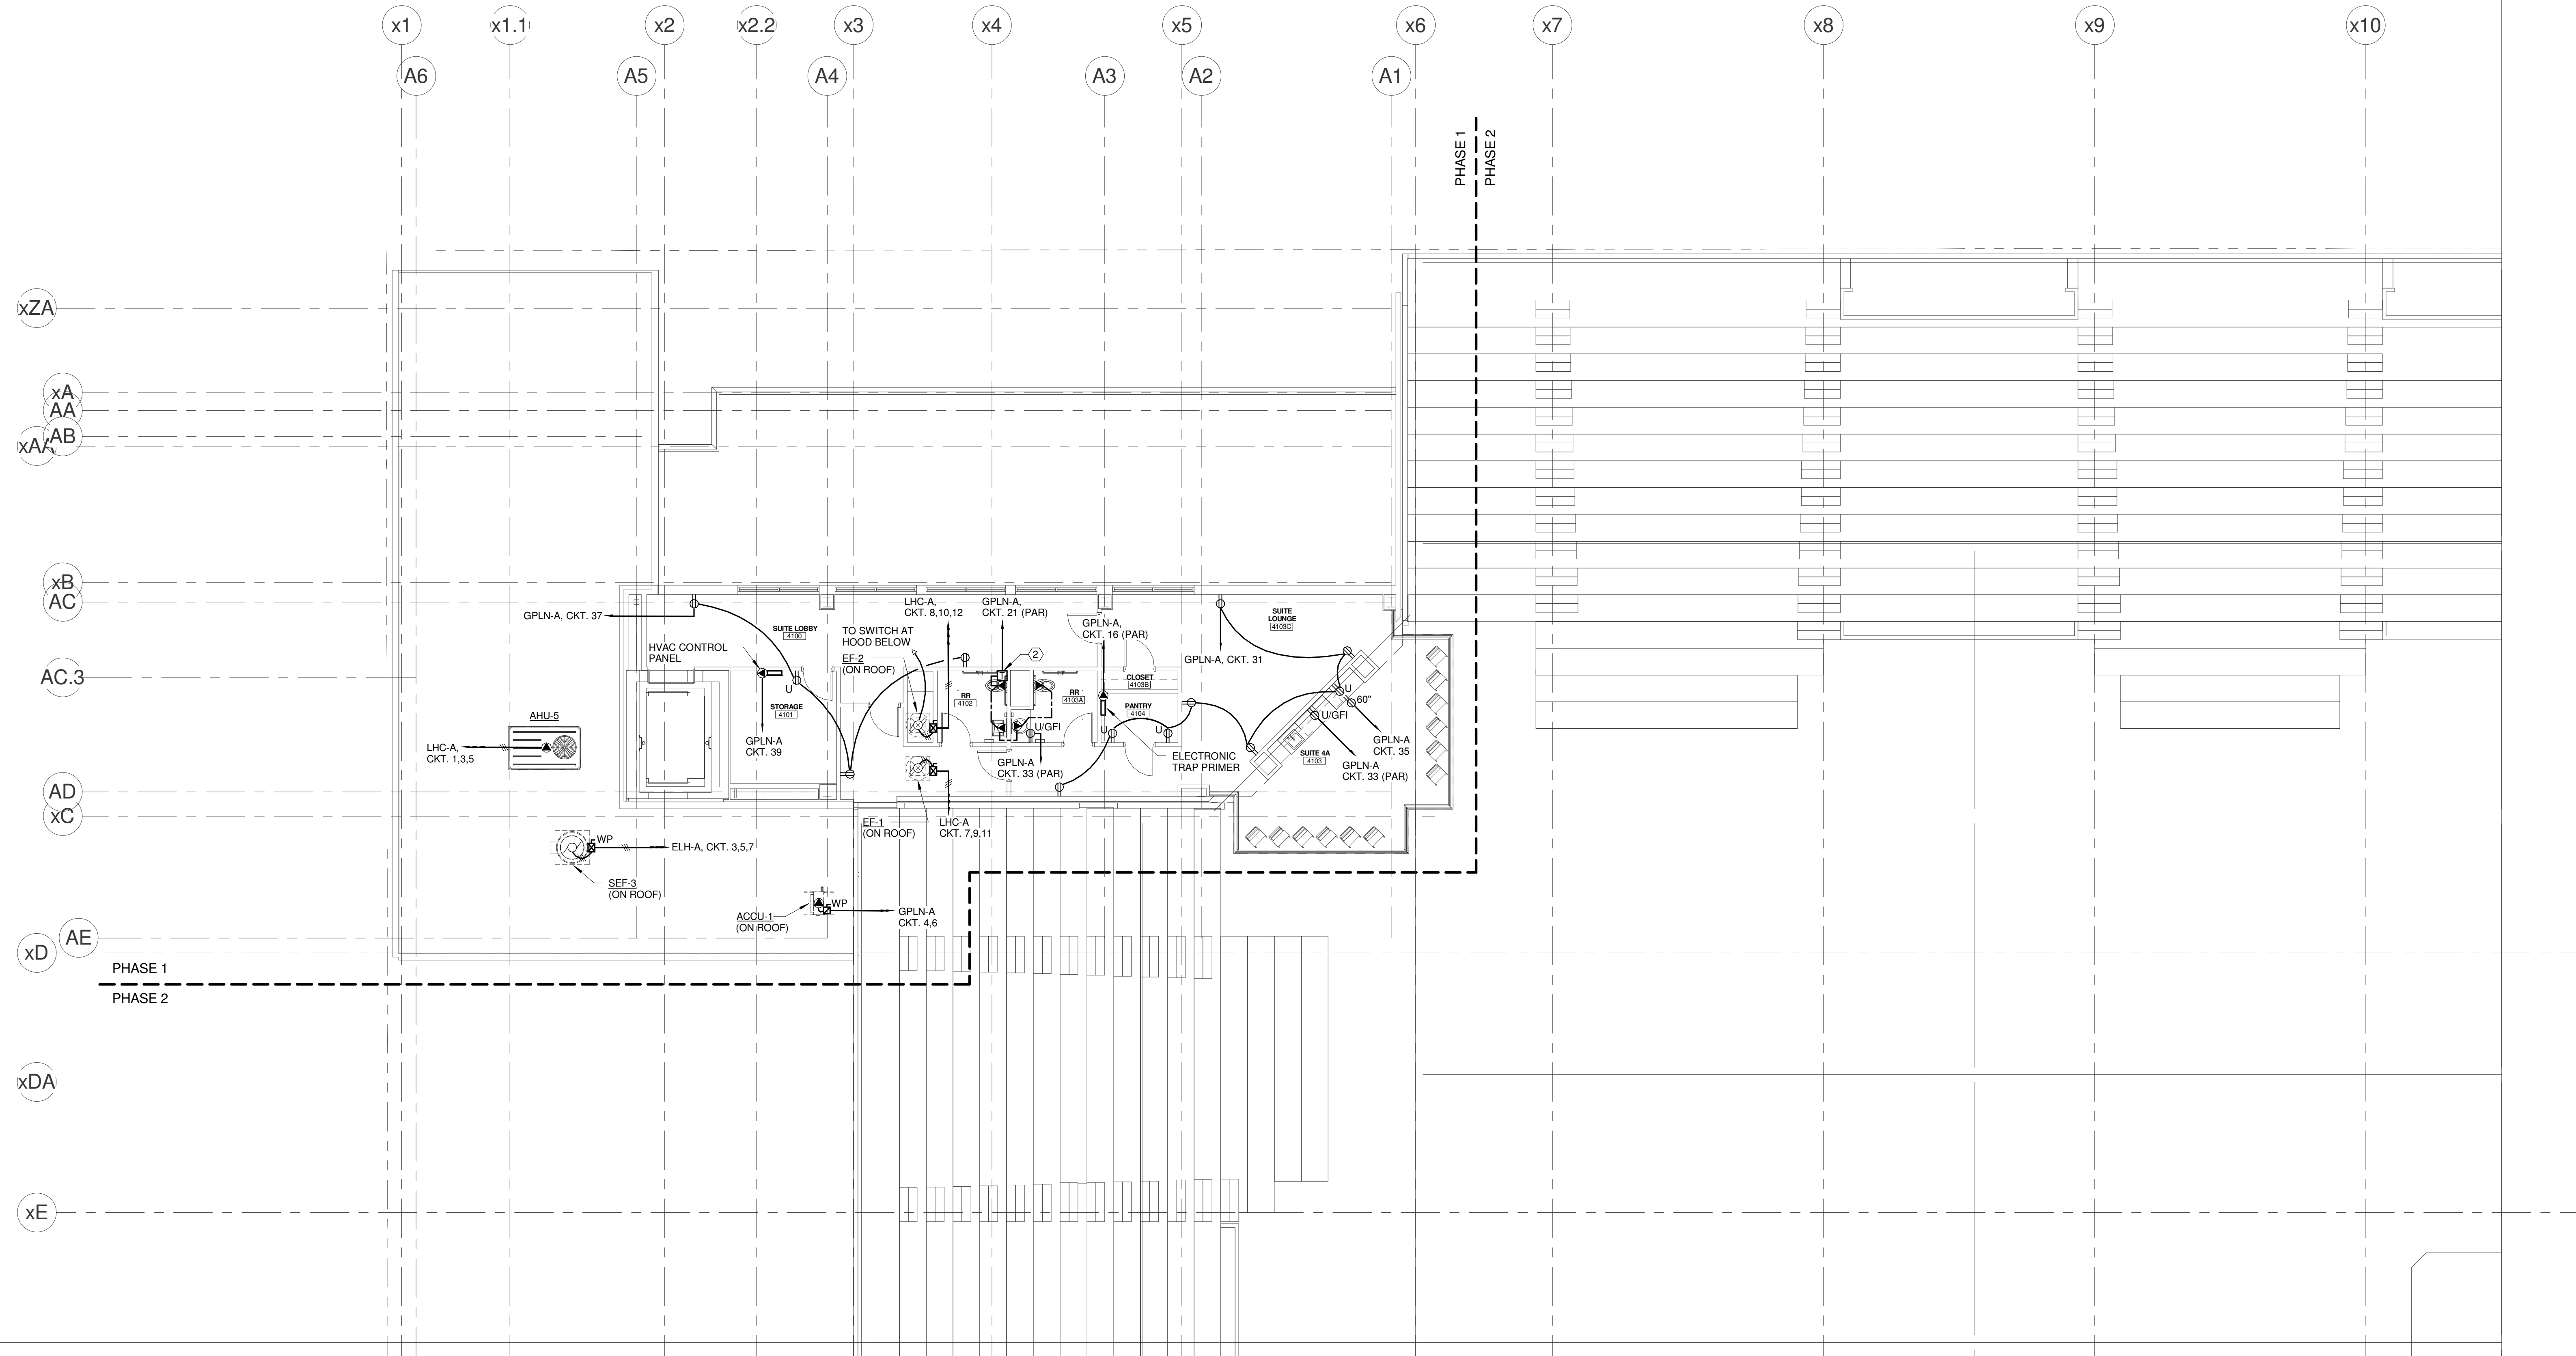 x1
x1.1
x2
x2.2
x3
x4
x5
x6
x7
x8
x9
x10
A6
A5
A4
A3
A2
A1
PHASE 1
PHASE 2
xZA
xA
AA
AB
xAA
xB
AC
AC.3
AD
xC
AE
xD
xDA
xE
GPLN-A, CKT. 37
SUITE LOBBY
4100
HVAC CONTROL
PANEL
U
STORAGE
4101
GPLN-A
CKT. 39
TO SWITCH AT
HOOD BELOW
EF-2
(ON ROOF)
LHC-A,
CKT. 8,10,12
GPLN-A,
CKT. 21 (PAR)
2
RR
4102
RR
4103A
U/GFI
GPLN-A
CKT. 33 (PAR)
GPLN-A,
CKT. 16 (PAR)
CLOSET
4103B
PANTRY
4104
U
U
ELECTRONIC
TRAP PRIMER
GPLN-A, CKT. 31
SUITE
LOUNGE
4103C
U
60"
U/GFI
GPLN-A
CKT. 35
SUITE 4A
4103
GPLN-A
CKT. 33 (PAR)
AHU-5
LHC-A,
CKT. 1,3,5
EF-1
(ON ROOF)
LHC-A
CKT. 7,9,11
WP
ELH-A, CKT. 3,5,7
SEF-3
(ON ROOF)
WP
ACCU-1
(ON ROOF)
GPLN-A
CKT. 4,6
PHASE 1
PHASE 2